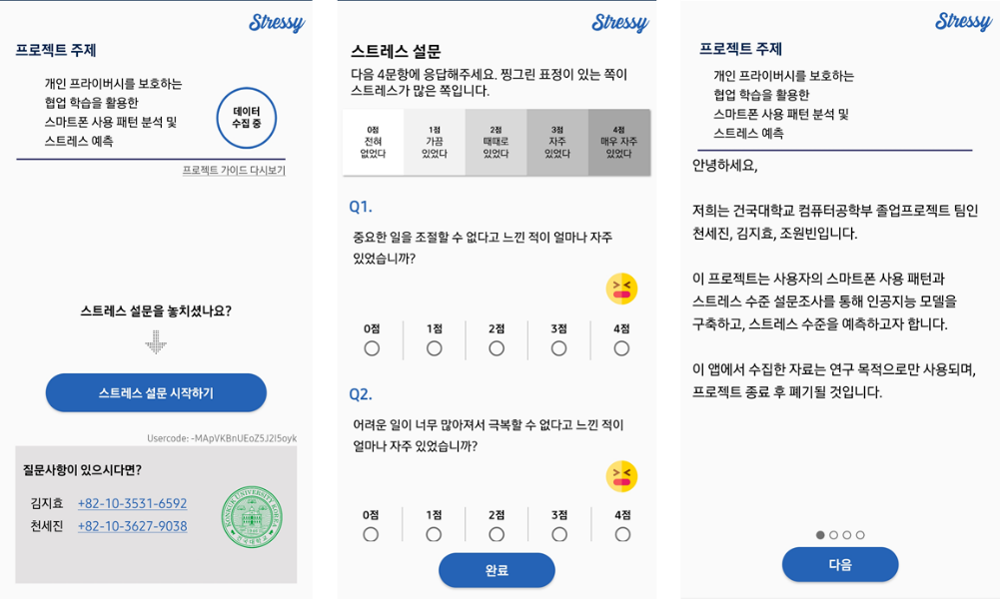 Stressy
프로젝트 주제
개인 프라이버시를 보호하는
협업 학습을 활용한
스마트폰 사용 패턴 분석 및
스트레스 예측
데이터
수집 중
프로젝트 가이드 다시보기
스트레스 설문을 놓치셨나요?
스트레스 설문 시작하기
Usercode: -MApVKBnUEoZ5J2I5oyk
질문사항이 있으시다면?
김지효 +82-10-3531-6592
천세진 +82-10-3627-9038
KONKUK UNIVERSITY KOREA
건국대학교
Stressy
스트레스 설문
다음 4문항에 응답해주세요. 찡그린 표정이 있는 쪽이
스트레스가 많은 쪽입니다.
0점 1점 2점 3점 4점
전혀 가끔 때때로 자주 매우 자주
없었다 있었다 있었다 있었다 있었다
Q1.
중요한 일을 조절할 수 없다고 느낀 적이 얼마나 자주
있었습니까?
0점 1점 2점 3점 4점
Q2.
어려운 일이 너무 많아져서 극복할 수 없다고 느낀 적이
얼마나 자주 있었습니까?
0점 1점 2점 3점 4점
완료
Stressy
프로젝트 주제
개인 프라이버시를 보호하는
협업 학습을 활용한
스마트폰 사용 패턴 분석 및
스트레스 예측
안녕하세요,
저희는 건국대학교 컴퓨터공학부 졸업프로젝트 팀인
천세진, 김지효, 조원빈입니다.
이 프로젝트는 사용자의 스마트폰 사용 패턴과
스트레스 수준 설문조사를 통해 인공지능 모델을
구축하고, 스트레스 수준을 예측하고자 합니다.
이 앱에서 수집한 자료는 연구 목적으로만 사용되며,
프로젝트 종료 후 폐기될 것입니다.
다음